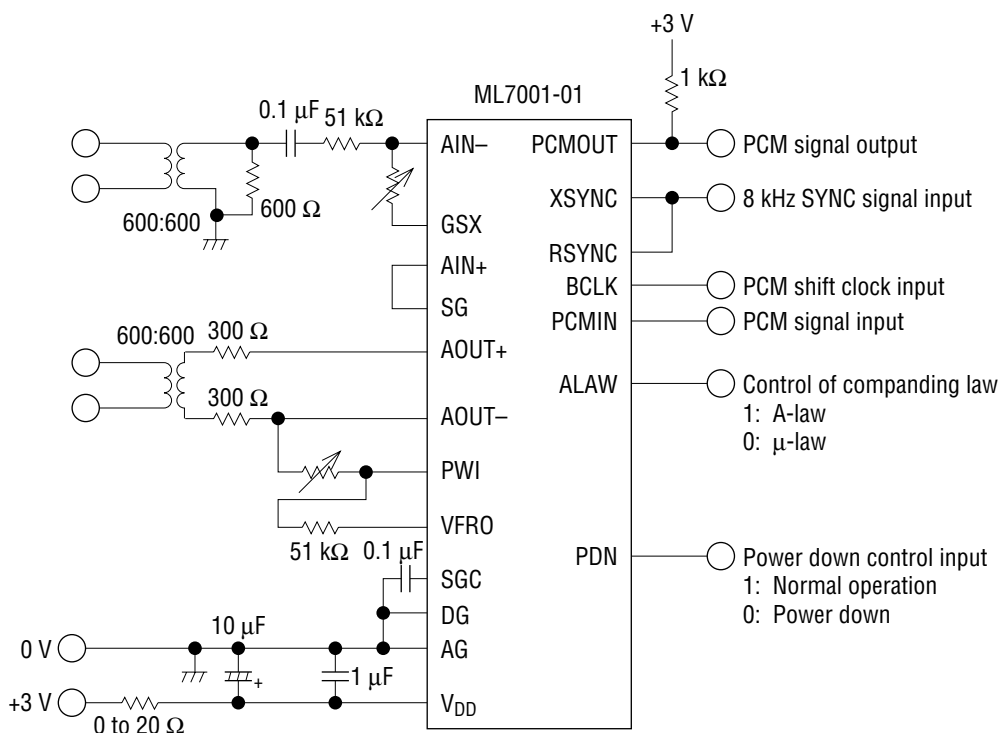 +3 V
1 kΩ
ML7001-01
0.1 μF
51 kΩ
600 Ω
600:600
AIN–
GSX
AIN+
SG
600:600
300 Ω
AOUT+
300 Ω
AOUT–
PWI
VFRO
51 kΩ
0.1 μF
SGC
DG
10 μF
0 V
AG
1 μF
+3 V
VDD
0 to 20 Ω
PCMOUT
PCM signal output
XSYNC
8 kHz SYNC signal input
RSYNC
BCLK
PCM shift clock input
PCMIN
PCM signal input
ALAW
Control of companding law
1: A-law
0: μ-law
PDN
Power down control input
1: Normal operation
0: Power down
+